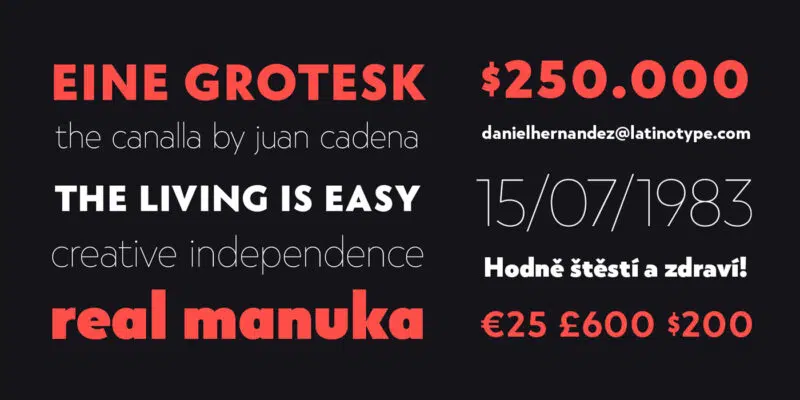 EINE GROTESK
the canalla by juan cadena
THE LIVING IS EASY
creative independence
real manuka
$250.000
danielhernandez@latinotype.com
15/07/1983
Hodně štěstí a zdraví!
€25 £600 $200